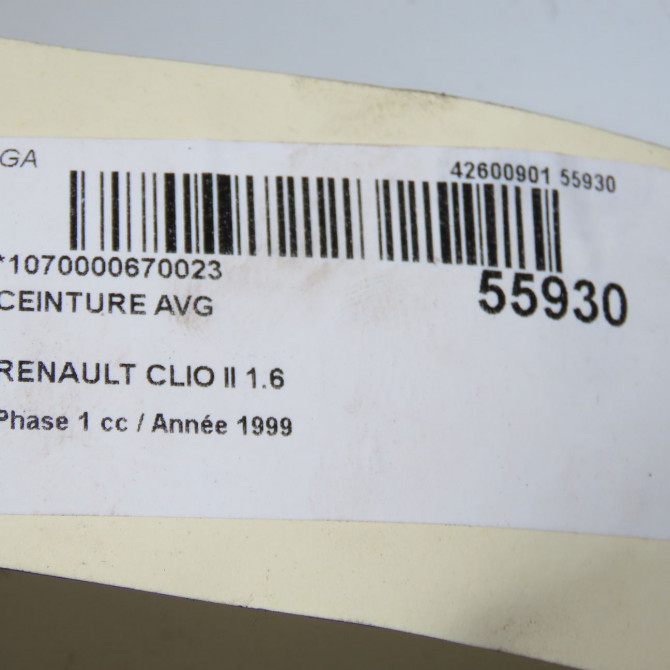 GA
42600901 55930
*1070000670023
55930
CEINTURE AVG
RENAULT CLIO II 1.6
Phase 1 cc / Année 1999